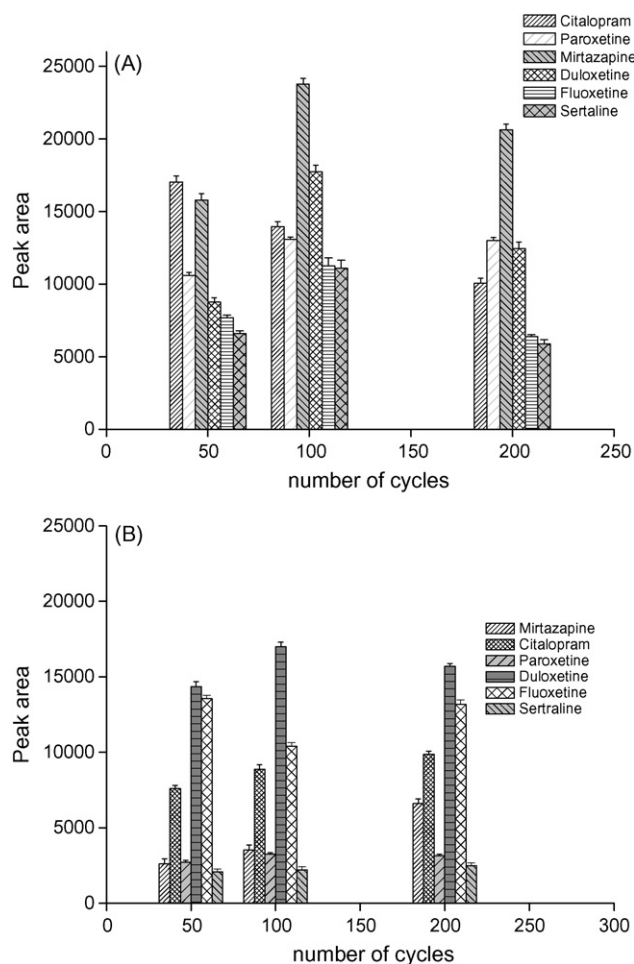 (A)
Citalopram
Paroxetine
Mirtazapine
Duloxetine
Fluoxetine
Sertaline
25000
20000
15000
10000
5000
0
Peak area
0 50 100 150 200 250
number of cycles
(B)
Mirtazapine
Citalopram
Paroxetine
Duloxetine
Fluoxetine
Sertraline
25000
20000
15000
10000
5000
0
Peak area
0 50 100 150 200 250 300
number of cycles